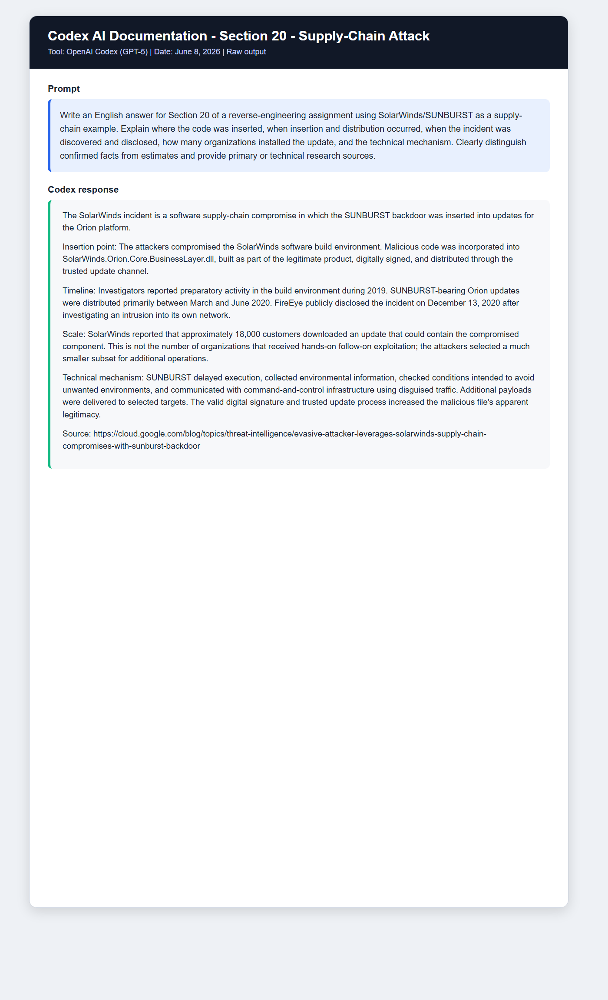 Codex AI Documentation - Section 20 - Supply-Chain Attack
Tool: OpenAI Codex (GPT-5) | Date: June 8, 2026 | Raw output
Prompt
Write an English answer for Section 20 of a reverse-engineering assignment using SolarWinds/SUNBURST as a supply-
chain example. Explain where the code was inserted, when insertion and distribution occurred, when the incident was
discovered and disclosed, how many organizations installed the update, and the technical mechanism. Clearly distinguish
confirmed facts from estimates and provide primary or technical research sources.
Codex response
The SolarWinds incident is a software supply-chain compromise in which the SUNBURST backdoor was inserted into updates for
the Orion platform.
Insertion point: The attackers compromised the SolarWinds software build environment. Malicious code was incorporated into
SolarWinds.Orion.Core.BusinessLayer.dll, built as part of the legitimate product, digitally signed, and distributed through the
trusted update channel.
Timeline: Investigators reported preparatory activity in the build environment during 2019. SUNBURST-bearing Orion updates
were distributed primarily between March and June 2020. FireEye publicly disclosed the incident on December 13, 2020 after
investigating an intrusion into its own network.
Scale: SolarWinds reported that approximately 18,000 customers downloaded an update that could contain the compromised
component. This is not the number of organizations that received hands-on follow-on exploitation; the attackers selected a much
smaller subset for additional operations.
Technical mechanism: SUNBURST delayed execution, collected environmental information, checked conditions intended to avoid
unwanted environments, and communicated with command-and-control infrastructure using disguised traffic. Additional payloads
were delivered to selected targets. The valid digital signature and trusted update process increased the malicious file's apparent
legitimacy.
Source: https://cloud.google.com/blog/topics/threat-intelligence/evasive-attacker-leverages-solarwinds-supply-chain-
compromises-with-sunburst-backdoor